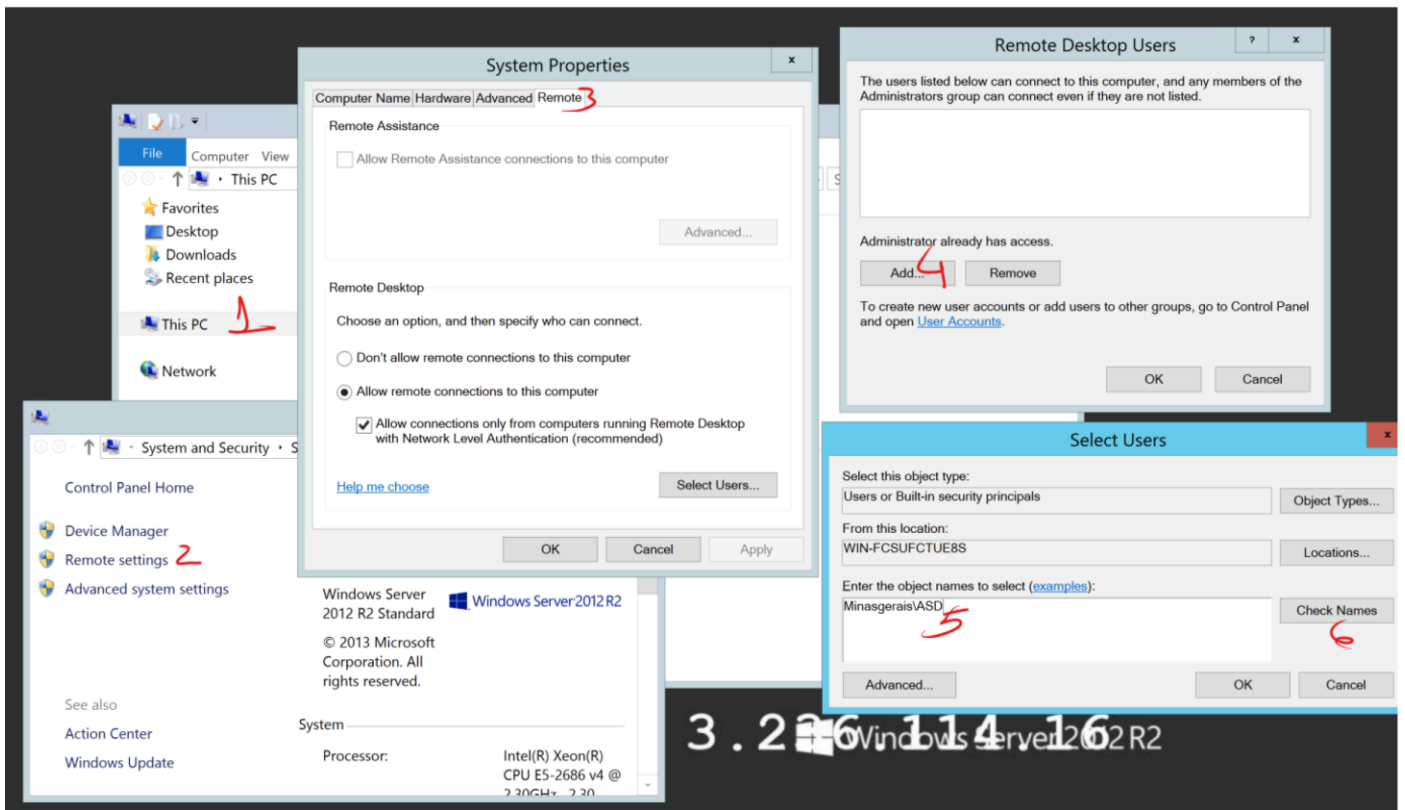 System Properties
x
Computer Name Hardware Advanced Remote 3
Remote Assistance
Allow Remote Assistance connections to this computer
Advanced...
Remote Desktop
Choose an option, and then specify who can connect.
Don't allow remote connections to this computer
Allow remote connections to this computer
Allow connections only from computers running Remote Desktop
with Network Level Authentication (recommended)
Help me choose
Select Users...
OK Cancel Apply
Remote Desktop Users
? x
The users listed below can connect to this computer, and any members of the
Administrators group can connect even if they are not listed.
Administrator already has access.
Add... 4 Remove
To create new user accounts or add users to other groups, go to Control Panel
and open User Accounts.
OK Cancel
File Computer View
This PC
S
Favorites
Desktop
Downloads
Recent places
This PC 1
Network
System and Security S
Control Panel Home
Device Manager
Remote settings 2
Advanced system settings
See also
Action Center
Windows Update
Windows Server
2012 R2 Standard
Windows Server 2012 R2
© 2013 Microsoft
Corporation. All
rights reserved.
System
Processor: Intel(R) Xeon(R)
CPU E5-2686 v4 @
2.30GHz 2.30
Select Users
x
Select this object type:
Users or Built-in security principals
Object Types...
From this location:
WIN-FCSUFCTUE8S
Locations...
Enter the object names to select (examples):
Minasgerais\ASD 5
Check Names
6
Advanced... OK Cancel
Windows Server 2012 R2